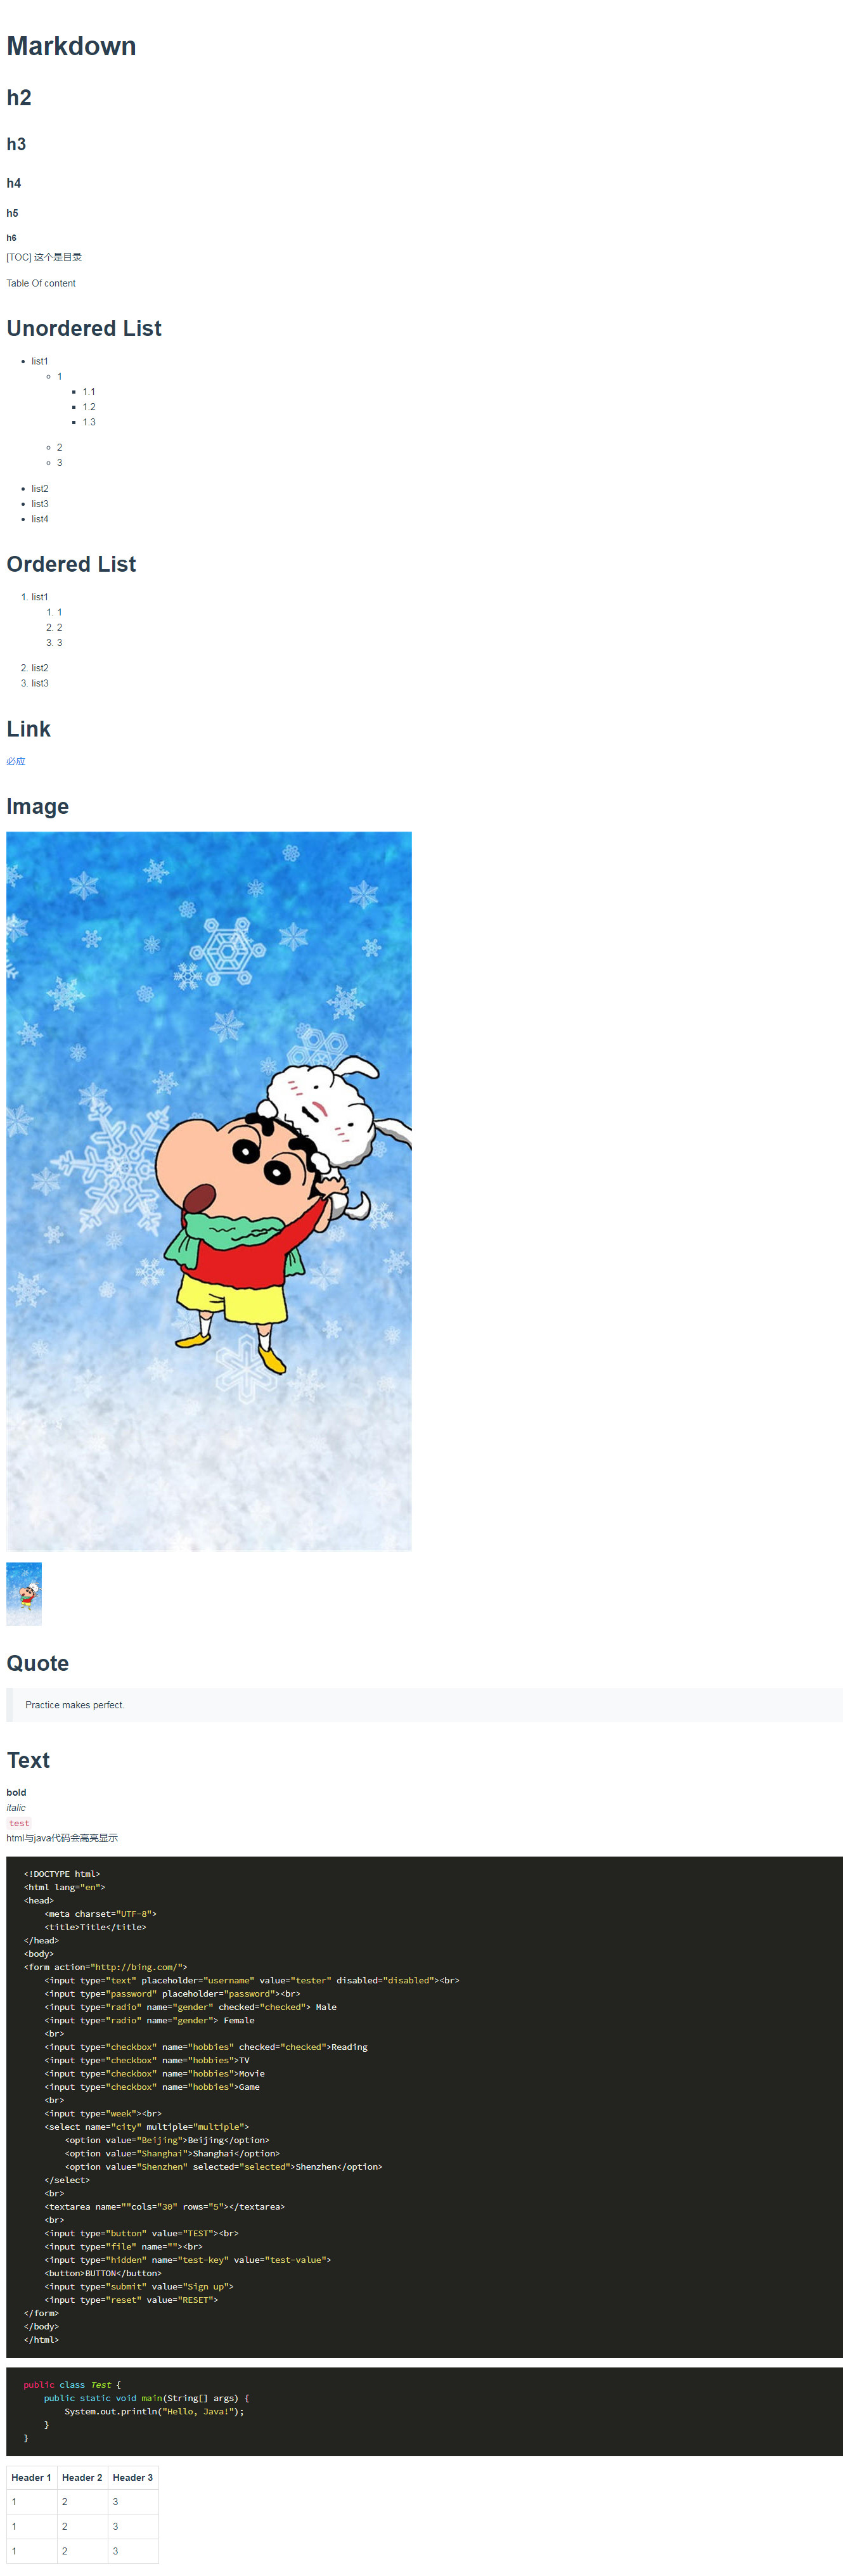 Markdown
h2
h3
h4
h5
h6
[TOC] 这个是目录
Table Of content
Unordered List
list1
1
1.1
1.2
1.3
2
3
list2
list3
list4
Ordered List
1. list1
1. 1
2. 2
3. 3
2. list2
3. list3
Link
必应
Image
Quote
Practice makes perfect.
Text
bold
italic
test
html与java代码会高亮显示
<!DOCTYPE html>
<html lang="en">
<head>
    <meta charset="UTF-8">
    <title>Title</title>
</head>
<body>
<form action="http://bing.com/">
    <input type="text" placeholder="username" value="tester" disabled="disabled"><br>
    <input type="password" placeholder="password"><br>
    <input type="radio" name="gender" checked="checked"> Male
    <input type="radio" name="gender"> Female
    <br>
    <input type="checkbox" name="hobbies" checked="checked">Reading
    <input type="checkbox" name="hobbies">TV
    <input type="checkbox" name="hobbies">Movie
    <input type="checkbox" name="hobbies">Game
    <br>
    <input type="week"><br>
    <select name="city" multiple="multiple">
        <option value="Beijing">Beijing</option>
        <option value="Shanghai">Shanghai</option>
        <option value="Shenzhen" selected="selected">Shenzhen</option>
    </select>
    <br>
    <textarea name=""cols="30" rows="5"></textarea>
    <br>
    <input type="button" value="TEST"><br>
    <input type="file" name=""><br>
    <input type="hidden" name="test-key" value="test-value">
    <button>BUTTON</button>
    <input type="submit" value="Sign up">
    <input type="reset" value="RESET">
</form>
</body>
</html>
public class Test {
    public static void main(String[] args) {
        System.out.println("Hello, Java!");
    }
}
Header 1 Header 2 Header 3
1 2 3
1 2 3
1 2 3